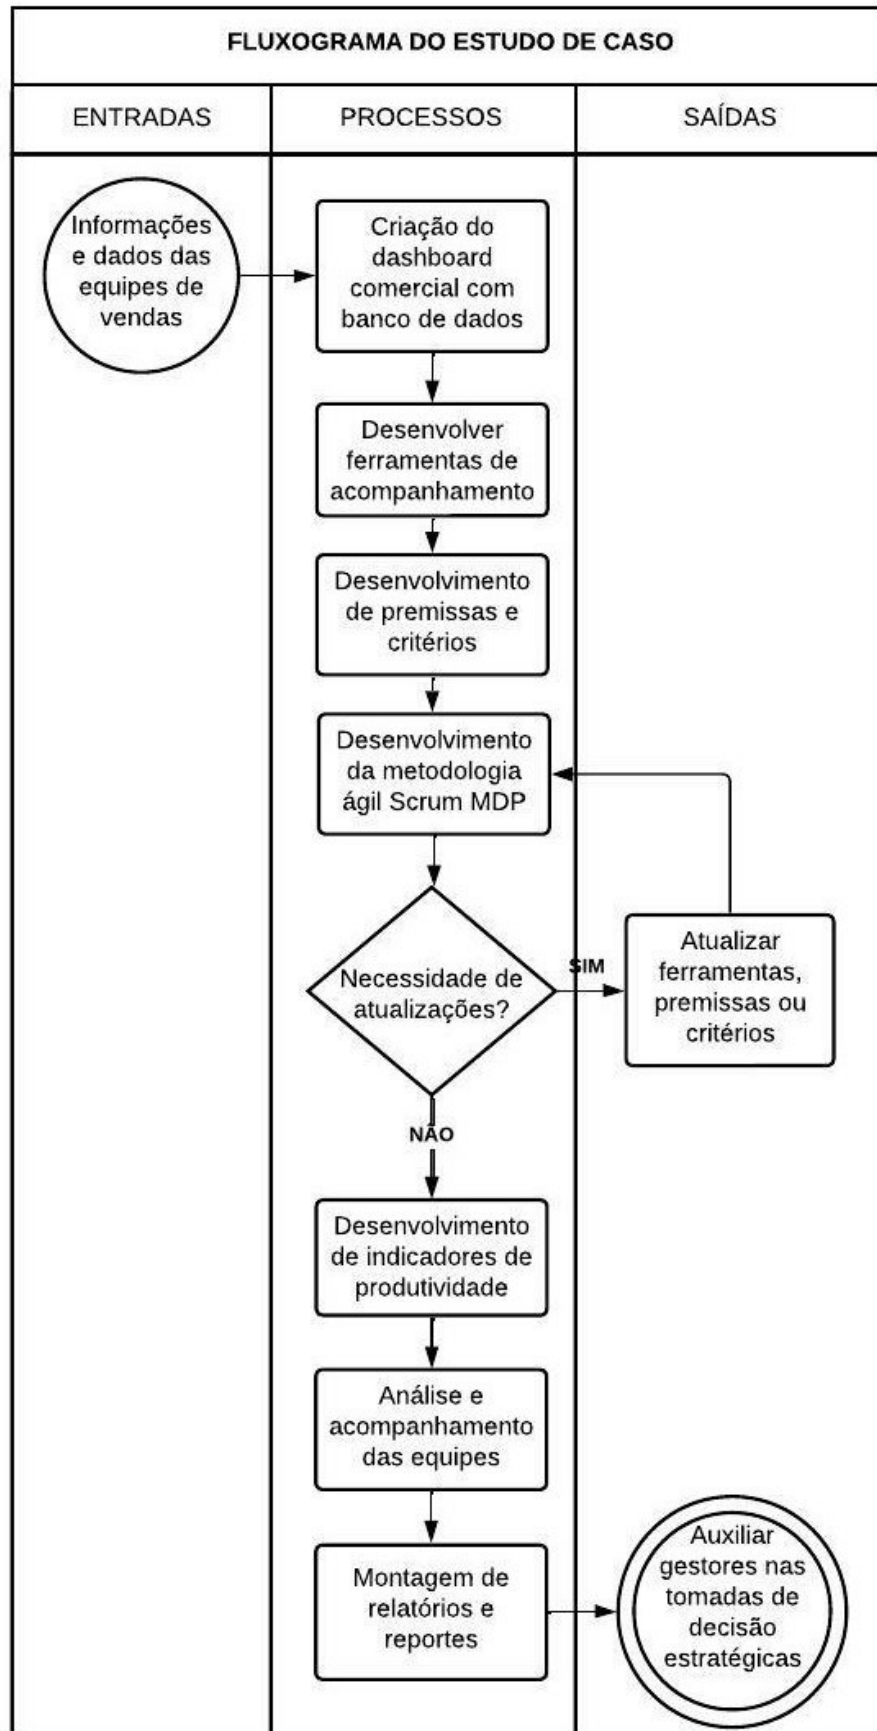 FLUXOGRAMA DO ESTUDO DE CASO
ENTRADAS
PROCESSOS
SAÍDAS
Informações
e dados das
equipes de
vendas
Criação do
dashboard
comercial com
banco de dados
Desenvolver
ferramentas de
acompanhamento
Desenvolvimento
de premissas e
critérios
Desenvolvimento
da metodologia
ágil Scrum MDP
Necessidade de
atualizações?
SIM
Atualizar
ferramentas,
premissas ou
critérios
NÃO
Desenvolvimento
de indicadores de
produtividade
Análise e
acompanhamento
das equipes
Montagem de
relatórios e
reportes
Auxiliar
gestores nas
tomadas de
decisão
estratégicas